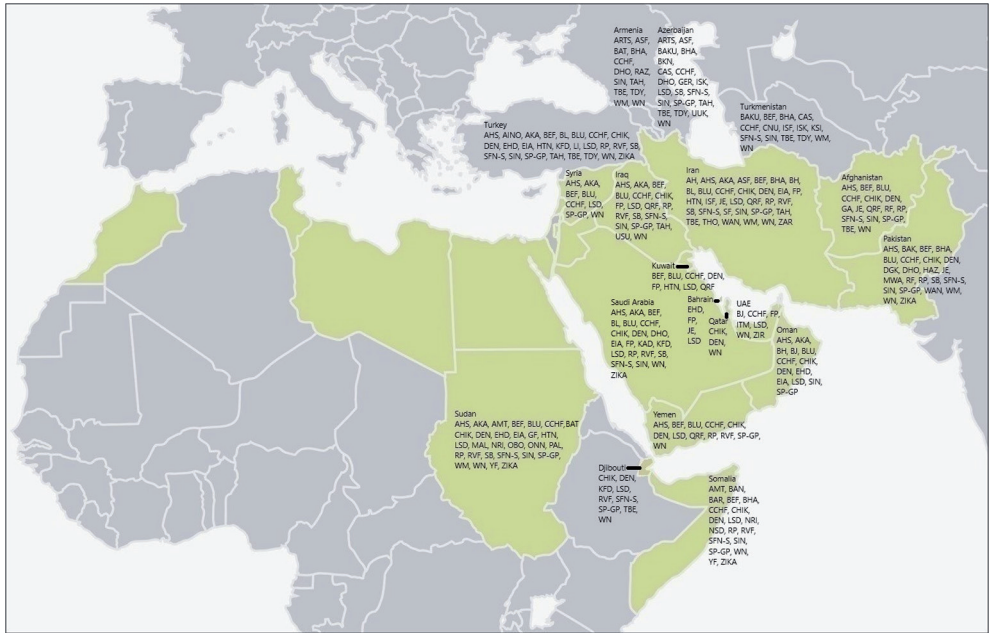 Armenia
ARTS, ASF,
BAT, BHA,
CCHF,
DHO, RAZ,
SIN, TAH,
TBE, TDY,
WM, WN
Azerbaijan
ARTS, ASF,
BAKU, BHA,
BKN,
CAS, CCHF,
DHO, GER, ISK,
LSD, SB, SFN-S,
SIN, SP-GP, TAH,
TBE, TDY, UUK,
WN
Turkmenistan
BAKU, BEF, BHA, CAS,
CCHF, CNU, ISF, ISK, KSI,
SFN-S, SIN, TBE, TDY, WM,
WN
Turkey
AHS, AINO, AKA, BEF, BL, BLU, CCHF, CHIK,
DEN, EHD, EIA, HTN, KFD, LI, LSD, RP, RVF, SB,
SFN-S, SIN, SP-GP, TAH, TBE, TDY, WN, ZIKA
Syria
AHS, AKA,
BEF, BLU,
CCHF, LSD,
SP-GP, WN
Iraq
AHS, AKA, BEF,
BLU, CCHF, CHIK,
FP, LSD, QRF, RP,
RVF, SB, SFN-S,
SIN, SP-GP, TAH,
USU, WN
Iran
AH, AHS, AKA, ASF, BEF, BHA, BH,
BL, BLU, CCHF, CHIK, DEN, EIA, FP,
HTN, ISF, JE, LSD, QRF, RP, RVF,
SB, SFN-S, SF, SIN, SP-GP, TAH,
TBE, THO, WAN, WM, WN, ZAR
Afghanistan
AHS, BEF, BLU,
CCHF, CHIK, DEN,
GA, JE, QRF, RF, RP,
SFN-S, SIN, SP-GP,
TBE, WN
Pakistan
AHS, BAK, BEF, BHA,
BLU, CCHF, CHIK, DEN,
DGK, DHO, HAZ, JE,
MWA, RF, RP, SB, SFN-S,
SIN, SP-GP, WAN, WM,
WN, ZIKA
Kuwait
BEF, BLU, CCHF, DEN,
FP, HTN, LSD, QRF
Saudi Arabia
AHS, AKA, BEF,
BL, BLU, CCHF,
CHIK, DEN, DHO,
EIA, FP, KAD, KFD,
LSD, RP, RVF, SB,
SFN-S, SIN, WN,
ZIKA
Bahrain
EHD,
FP,
JE,
LSD
Qatar
CHIK,
DEN,
WN
UAE
BJ, CCHF, FP,
ITM, LSD,
WN, ZIR
Oman
AHS, AKA,
BH, BJ, BLU,
CCHF, CHIK,
DEN, EHD,
EIA, LSD, SIN,
SP-GP
Sudan
AHS, AKA, AMT, BEF, BLU, CCHF,BAT
CHIK, DEN, EHD, EIA, GF, HTN,
LSD, MAL, NRI, OBO, ONN, PAL,
RP, RVF, SB, SFN-S, SIN, SP-GP,
WM, WN, YF, ZIKA
Yemen
AHS, BEF, BLU, CCHF, CHIK,
DEN, LSD, QRF, RP, RVF, SP-GP,
WN
Djibouti
CHIK, DEN,
KFD, LSD,
RVF, SFN-S,
SP-GP, TBE,
WN
Somalia
AMT, BAN,
BAR, BEF, BHA,
CCHF, CHIK,
DEN, LSD, NRI,
NSD, RP, RVF,
SFN-S, SIN,
SP-GP, WN,
YF, ZIKA